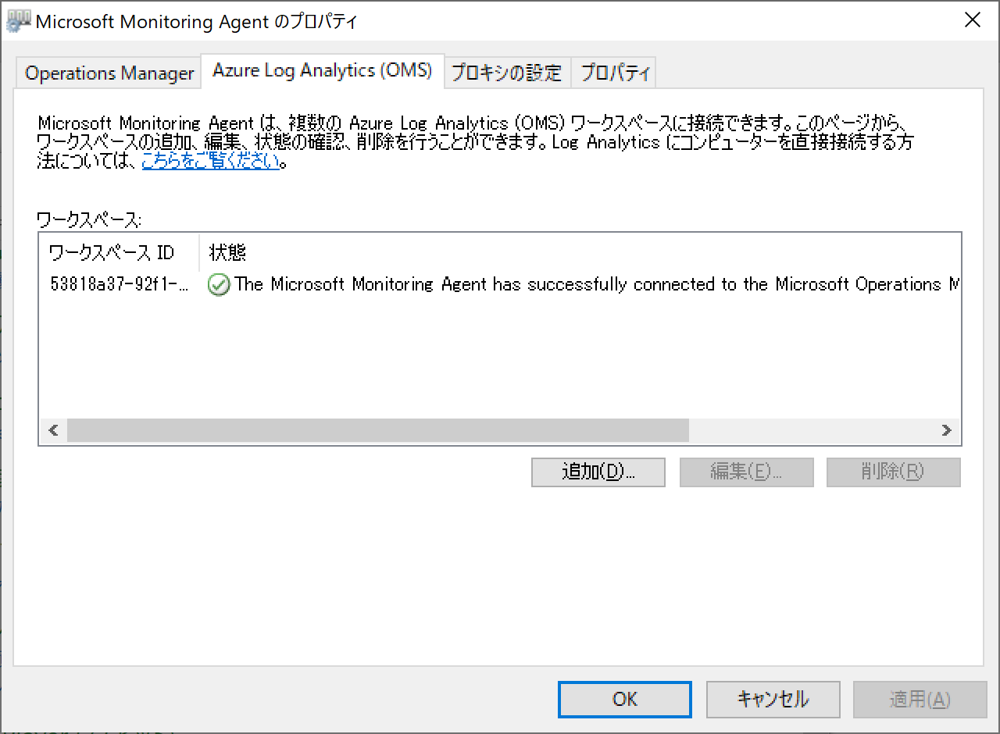 Microsoft Monitoring Agent のプロパティ
Operations Manager
Azure Log Analytics (OMS)
プロキシの設定
プロパティ
Microsoft Monitoring Agent は、複数の Azure Log Analytics (OMS) ワークスペースに接続できます。このページから、
ワークスペースの追加、編集、状態の確認、削除を行うことができます。Log Analytics にコンピューターを直接接続する方
法については、こちらをご覧ください。
ワークスペース:
ワークスペース ID
状態
53818a37-92f1-...
The Microsoft Monitoring Agent has successfully connected to the Microsoft Operations M
追加(D)...
編集(E)...
削除(R)
OK
キャンセル
適用(A)